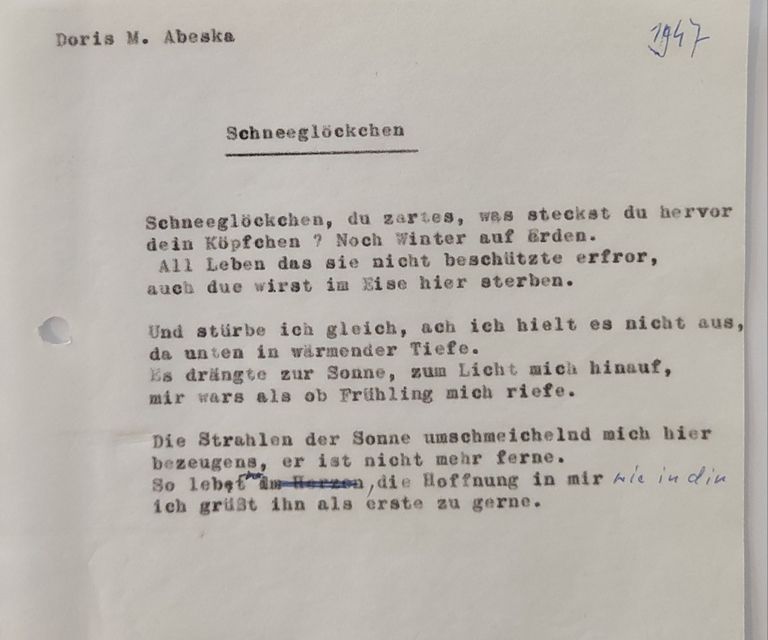 Doris M. Abeska
1947
Schneeglöckchen
Schneeglöckchen, du zartes, was steckst du hervor
dein Köpfchen ? Noch Winter auf Erden.
All Leben das sie nicht beschützte erfror,
auch due wirst im Eise hier sterben.
Und stürbe ich gleich, ach ich hielt es nicht aus,
da unten in wärmender Tiefe.
Es drängte zur Sonne, zum Licht mich hinauf,
mir wars als ob Frühling mich riefe.
Die Strahlen der Sonne umschmeichelnd mich hier
bezeugens, er ist nicht mehr ferne.
So lebet im Herzen, die Hoffnung in mir wie in dir
ich grüßt ihn als erste zu gerne.